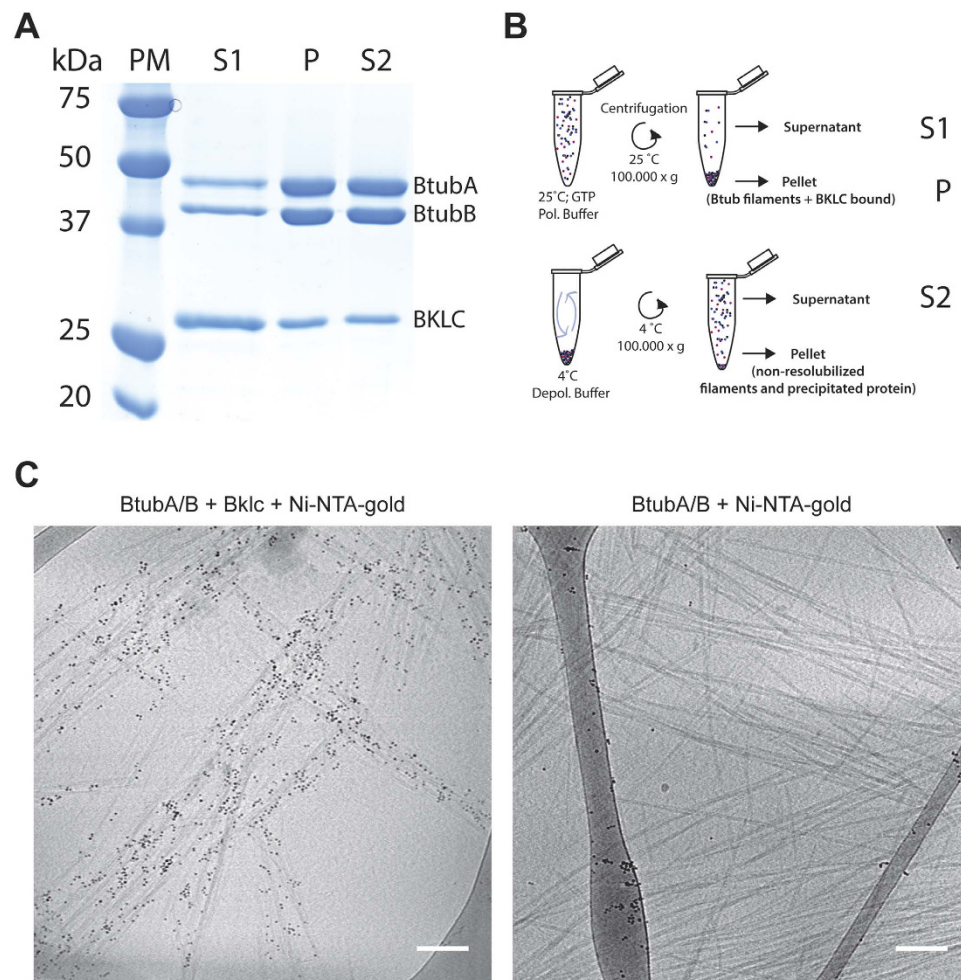 A
kDa PM S1 P S2
75
50
37
25
20
BtubA
BtubB
BKLC
B
Centrifugation
25 ˚C
100.000 x g
25˚C; GTP
Pol. Buffer
Supernatant
S1
Pellet
(Btub filaments + BKLC bound)
P
4 ˚C
100.000 x g
4˚C
Depol. Buffer
Supernatant
S2
Pellet
(non-resolubilized
filaments and precipitated protein)
C
BtubA/B + Bklc + Ni-NTA-gold
BtubA/B + Ni-NTA-gold